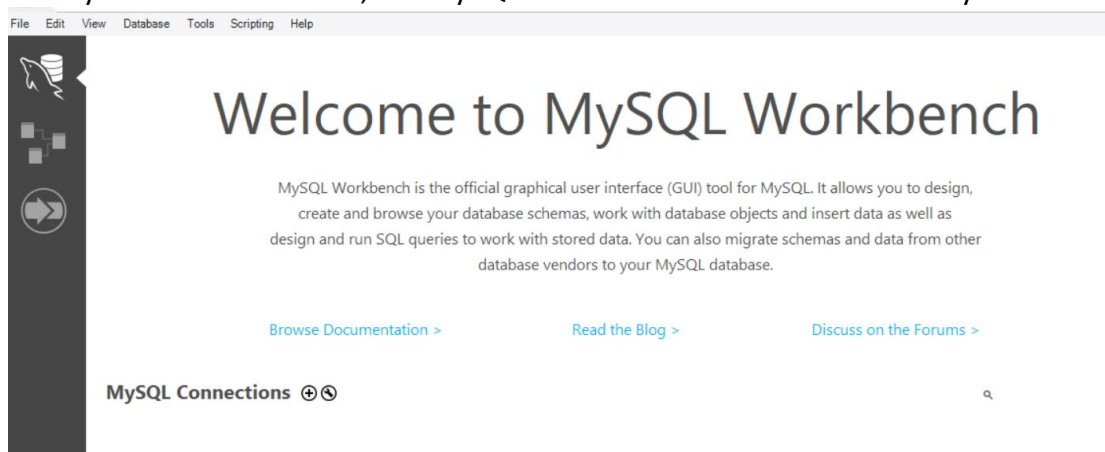 File Edit View Database Tools Scripting Help
Welcome to MySQL Workbench
MySQL Workbench is the official graphical user interface (GUI) tool for MySQL. It allows you to design,
create and browse your database schemas, work with database objects and insert data as well as
design and run SQL queries to work with stored data. You can also migrate schemas and data from other
database vendors to your MySQL database.
Browse Documentation > Read the Blog > Discuss on the Forums >
MySQL Connections